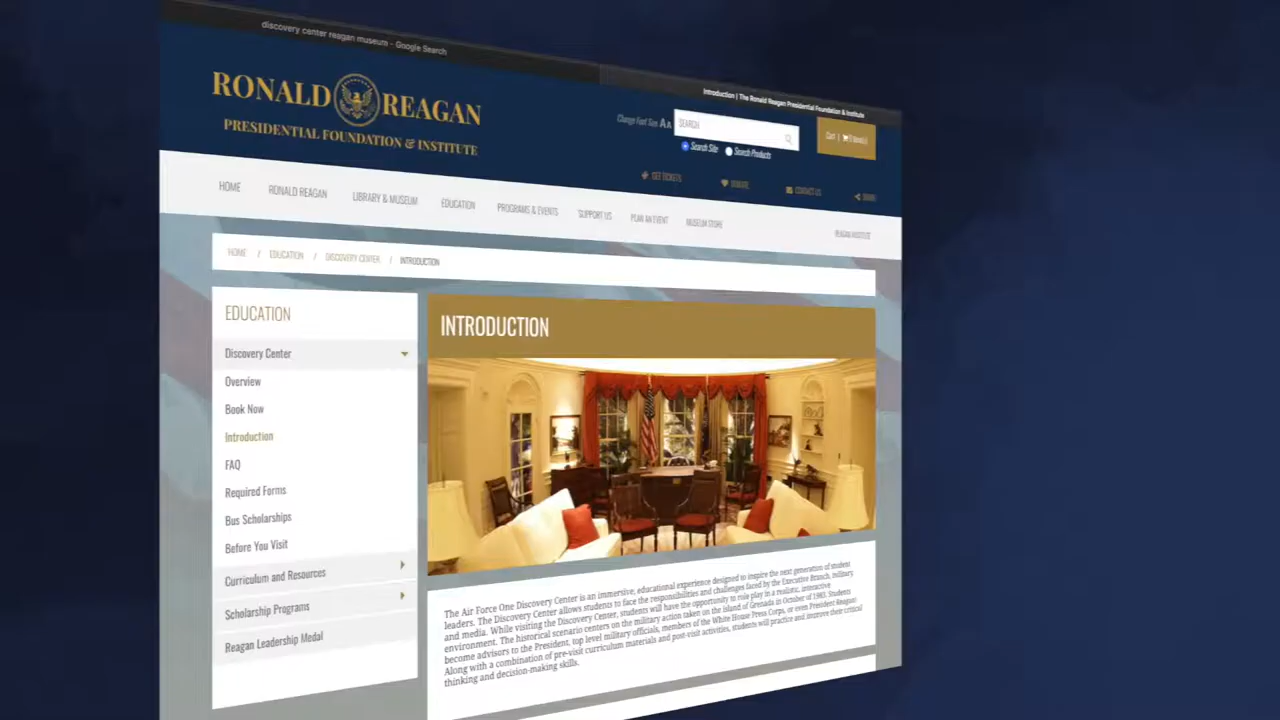 discovery center reagan museum - Google Search
Introduction | The Ronald Reagan Presidential Foundation & Institute
RONALD REAGAN
PRESIDENTIAL FOUNDATION & INSTITUTE
Change Font Size AA
SEARCH
Cart | 0 item(s)
Search Site Search Products
GET TICKETS DONATE CONTACT US SHARE
HOME RONALD REAGAN LIBRARY & MUSEUM EDUCATION PROGRAMS & EVENTS SUPPORT US PLAN AN EVENT MUSEUM STORE REAGAN INSTITUTE
HOME / EDUCATION / DISCOVERY CENTER / INTRODUCTION
EDUCATION
Discovery Center
Overview
Book Now
Introduction
FAQ
Required Forms
Bus Scholarships
Before You Visit
Curriculum and Resources
Scholarship Programs
Reagan Leadership Medal
INTRODUCTION
The Air Force One Discovery Center is an immersive, educational experience designed to inspire the next generation of student
leaders. The Discovery Center allows students to face the responsibilities and challenges faced by the Executive Branch, military,
and media. While visiting the Discovery Center, students will have the opportunity to role play in a realistic, interactive
environment. The historical scenario centers on the military action taken on the island of Grenada in October of 1983. Students
become advisors to the President, top level military officials, members of the White House Press Corps, or even President Reagan.
Along with a combination of pre-visit curriculum materials and post-visit activities, students will practice and improve their critical
thinking and decision-making skills.